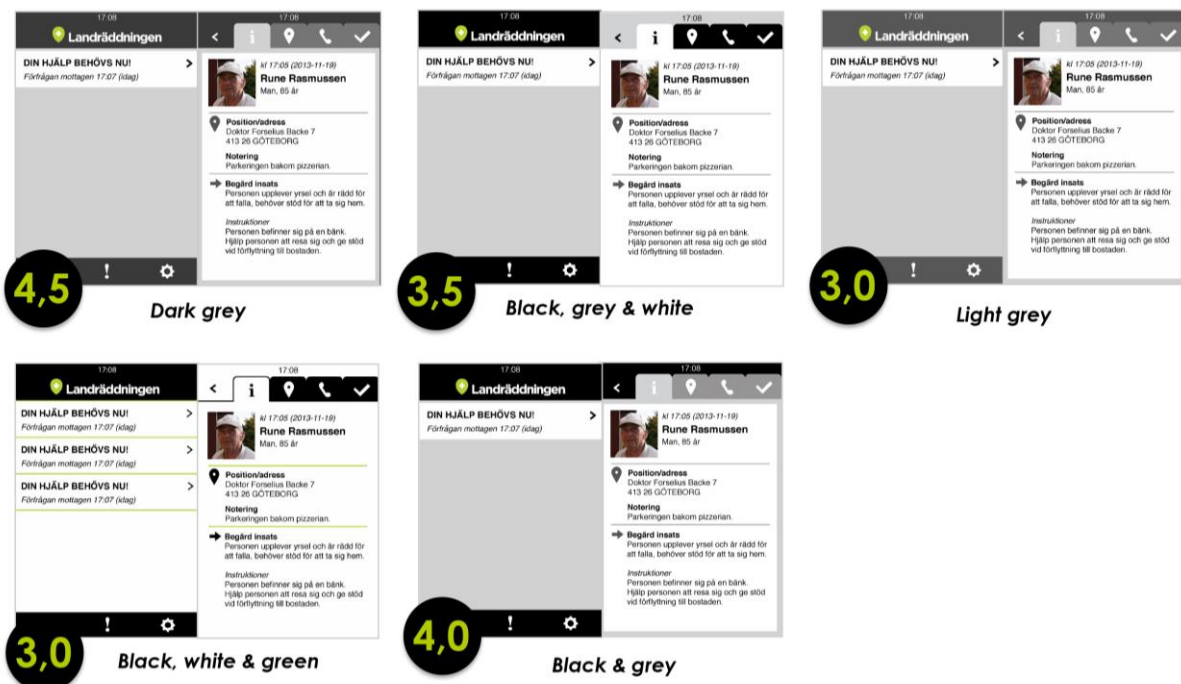 17:08
Landräddningen
DIN HJÄLP BEHÖVS NU!
Förfrågan mottagen 17:07 (idag)
17:08
i
kl 17:05 (2013-11-19)
Rune Rasmussen
Man, 85 år
Position/adress
Doktor Forselius Backe 7
413 26 GÖTEBORG
Notering
Parkeringen bakom pizzerian.
Begärd insats
Personen upplever yrsel och är rädd för
att falla, behöver stöd för att ta sig hem.
Instruktioner
Personen befinner sig på en bänk.
Hjälp personen att resa sig och ge stöd
vid förflyttning till bostaden.
!
4,5
Dark grey
17:08
Landräddningen
DIN HJÄLP BEHÖVS NU!
Förfrågan mottagen 17:07 (idag)
17:08
i
kl 17:05 (2013-11-19)
Rune Rasmussen
Man, 85 år
Position/adress
Doktor Forselius Backe 7
413 26 GÖTEBORG
Notering
Parkeringen bakom pizzerian.
Begärd insats
Personen upplever yrsel och är rädd för
att falla, behöver stöd för att ta sig hem.
Instruktioner
Personen befinner sig på en bänk.
Hjälp personen att resa sig och ge stöd
vid förflyttning till bostaden.
!
3,5
Black, grey & white
17:08
Landräddningen
DIN HJÄLP BEHÖVS NU!
Förfrågan mottagen 17:07 (idag)
17:08
i
kl 17:05 (2013-11-19)
Rune Rasmussen
Man, 85 år
Position/adress
Doktor Forselius Backe 7
413 26 GÖTEBORG
Notering
Parkeringen bakom pizzerian.
Begärd insats
Personen upplever yrsel och är rädd för
att falla, behöver stöd för att ta sig hem.
Instruktioner
Personen befinner sig på en bänk.
Hjälp personen att resa sig och ge stöd
vid förflyttning till bostaden.
!
3,0
Light grey
17:08
Landräddningen
DIN HJÄLP BEHÖVS NU!
Förfrågan mottagen 17:07 (idag)
DIN HJÄLP BEHÖVS NU!
Förfrågan mottagen 17:07 (idag)
DIN HJÄLP BEHÖVS NU!
Förfrågan mottagen 17:07 (idag)
17:08
i
kl 17:05 (2013-11-19)
Rune Rasmussen
Man, 85 år
Position/adress
Doktor Forselius Backe 7
413 26 GÖTEBORG
Notering
Parkeringen bakom pizzerian.
Begärd insats
Personen upplever yrsel och är rädd för
att falla, behöver stöd för att ta sig hem.
Instruktioner
Personen befinner sig på en bänk.
Hjälp personen att resa sig och ge stöd
vid förflyttning till bostaden.
!
3,0
Black, white & green
17:08
Landräddningen
DIN HJÄLP BEHÖVS NU!
Förfrågan mottagen 17:07 (idag)
17:08
i
kl 17:05 (2013-11-19)
Rune Rasmussen
Man, 85 år
Position/adress
Doktor Forselius Backe 7
413 26 GÖTEBORG
Notering
Parkeringen bakom pizzerian.
Begärd insats
Personen upplever yrsel och är rädd för
att falla, behöver stöd för att ta sig hem.
Instruktioner
Personen befinner sig på en bänk.
Hjälp personen att resa sig och ge stöd
vid förflyttning till bostaden.
!
4,0
Black & grey